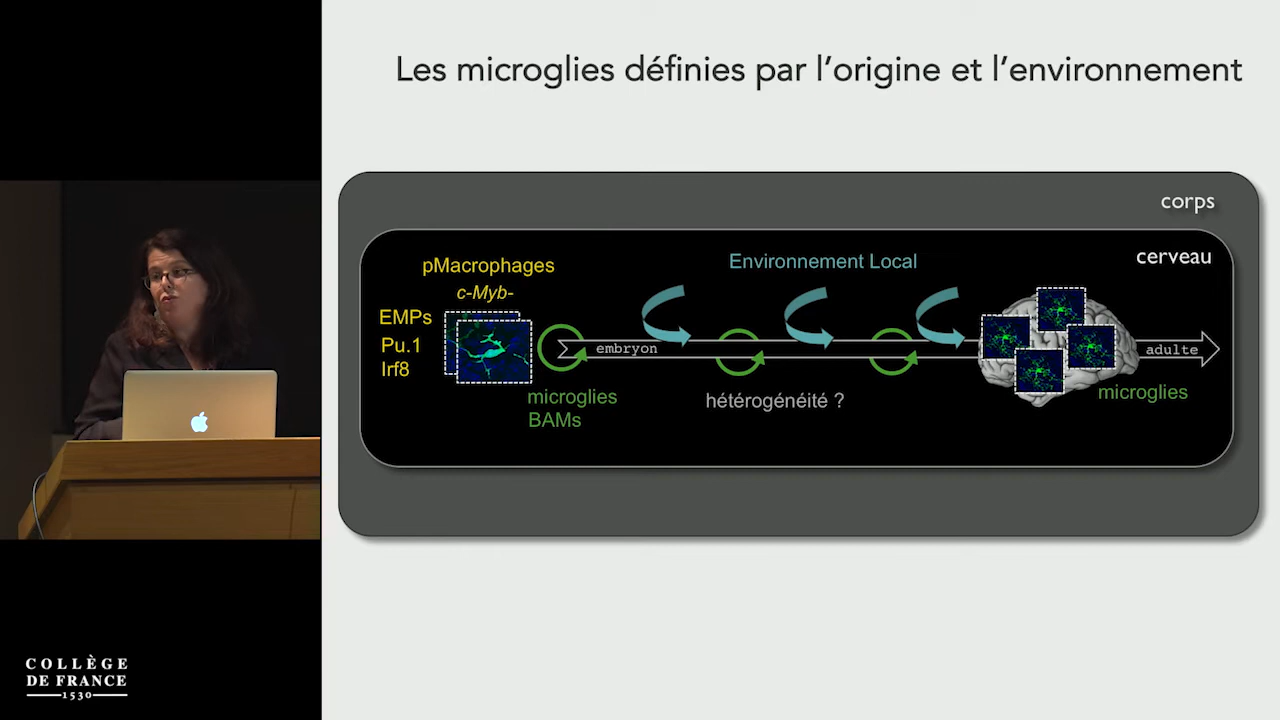 Les microglies définies par l'origine et l'environnement
corps
cerveau
pMacrophages
c-Myb-
EMPs
Pu.1
Irf8
Environnement Local
embryon
adulte
microglies
BAMs
hétérogénéité ?
microglies
COLLÈGE
DE FRANCE
1530